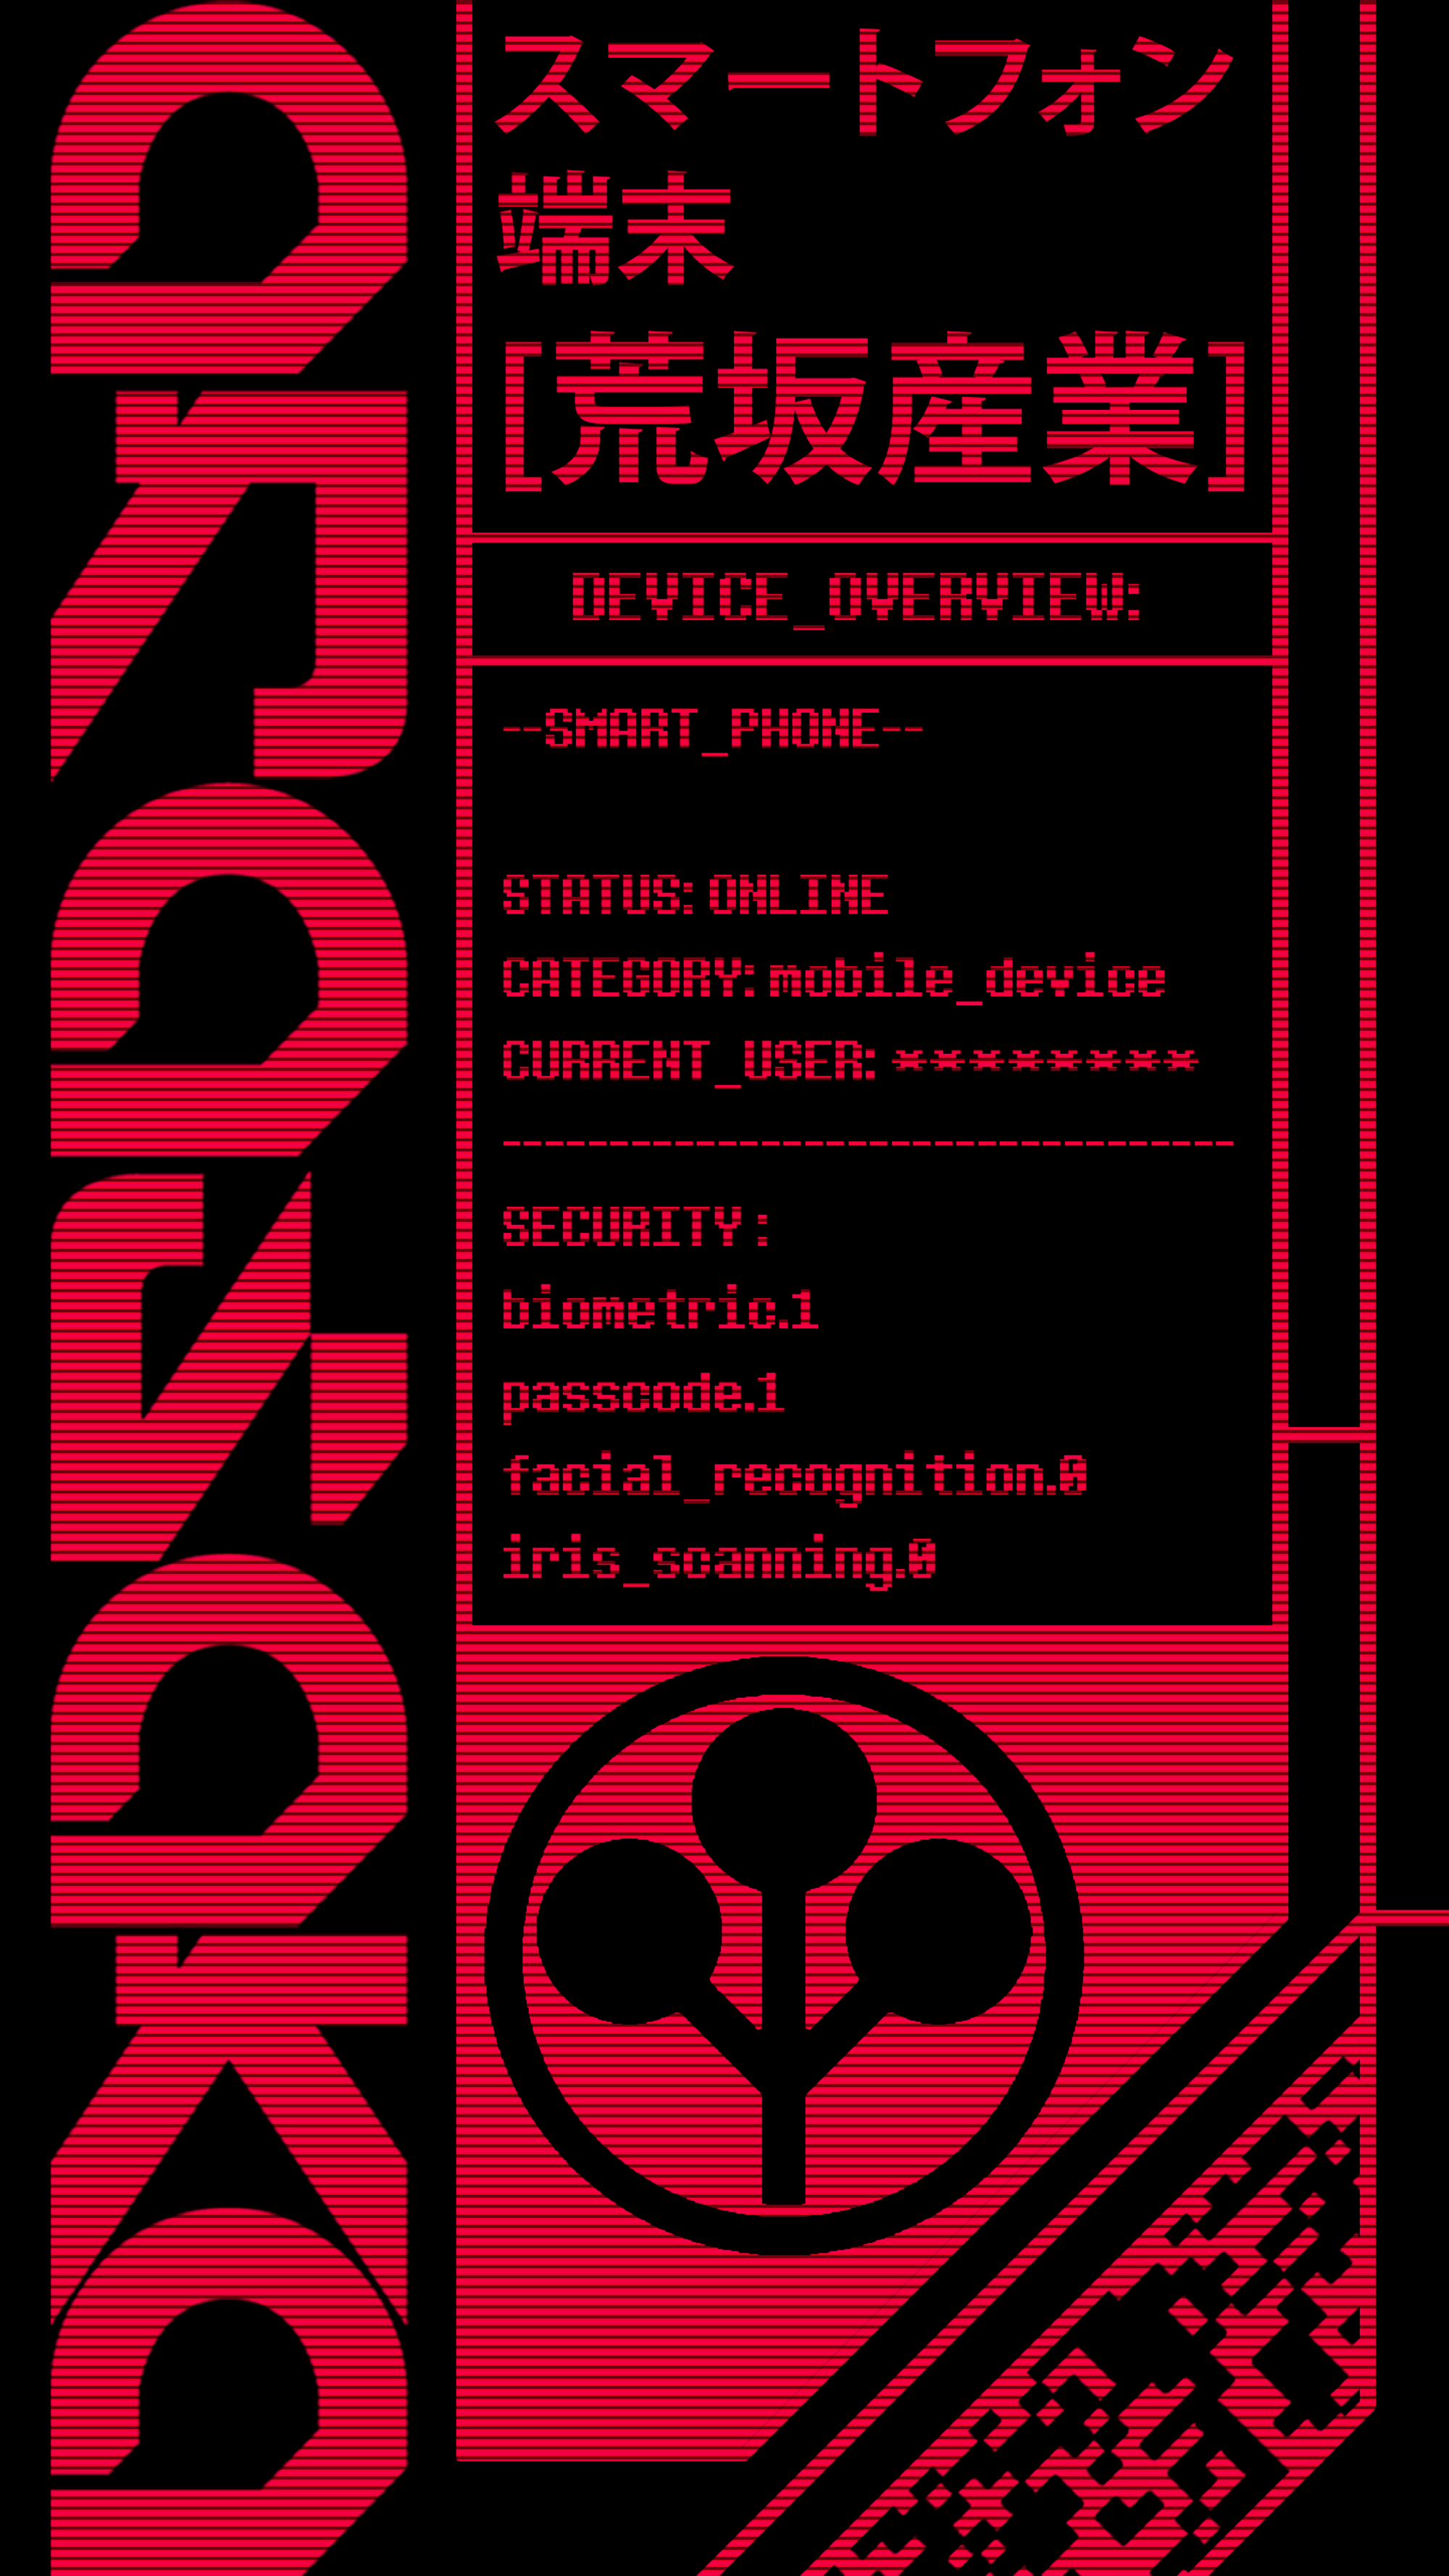 ARASAKA
スマートフォン
端末
[荒坂産業]
DEVICE_OVERVIEW:
--SMART_PHONE--
STATUS: ONLINE
CATEGORY: mobile_device
CURRENT_USER: ********
----------------------------------
SECURITY :
biometric.1
passcode.1
facial_recognition.0
iris_scanning.0